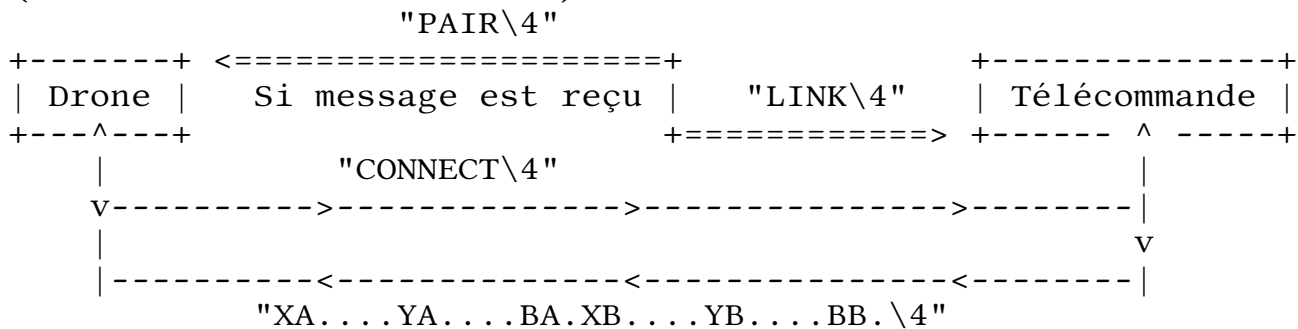 "PAIR\4"
+-------+ <=====================+ +--------------+
| Drone | Si message est reçu | "LINK\4" | Télécommande |
+---^---+ +============> +------ ^ -----+
| "CONNECT\4" |
v---------->-------------->--------------->--------|
| v
|----------<--------------<---------------<--------|
"XA....YA....BA.XB....YB....BB.\4"